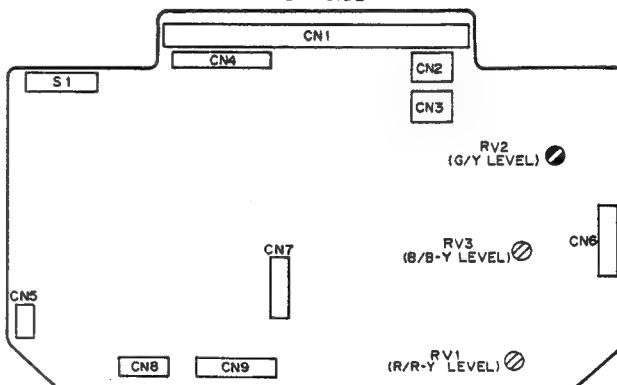 CN1
CN4
CN2
S1
CN3
RV2
(G/Y LEVEL)
RV3
(B/B-Y LEVEL)
CN6
CN7
CN5
RV1
(R/R-Y LEVEL)
CN8
CN9